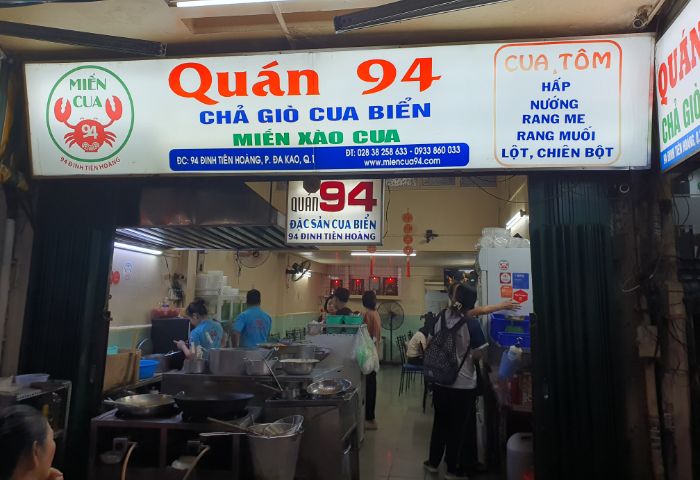 MIẾN
CUA
94
94 ĐINH TIÊN HOÀNG
Quán 94
CHẢ GIÒ CUA BIỂN
MIẾN XÀO CUA
ĐC: 94 ĐINH TIÊN HOÀNG, P. ĐA KAO, Q.1
ĐT: 028 38 258 633 - 0933 860 033
www.miencua94.com
CUA, TÔM
HẤP
NƯỚNG
RANG ME
RANG MUỐI
LỘT, CHIÊN BỘT
QUÁN
CHẢ GIÒ
QUÁN 94
ĐẶC SẢN CUA BIỂN
94 ĐINH TIÊN HOÀNG